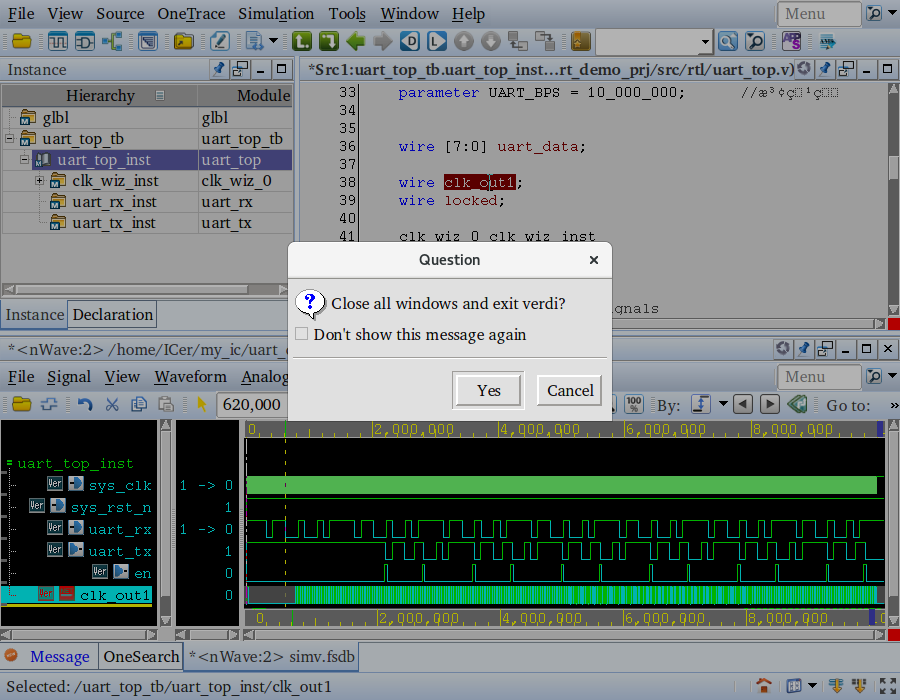 File View Source OneTrace Simulation Tools Window Help Menu
Instance
*Src1:uart_top_tb.uart_top_inst...rt_demo_prj/src/rtl/uart_top.v)
Hierarchy Module
glbl glbl
uart_top_tb uart_top_tb
uart_top_inst uart_top
clk_wiz_inst clk_wiz_0
uart_rx_inst uart_rx
uart_tx_inst uart_tx
Instance Declaration
33 parameter UART_BPS = 10_000_000;
34
35
36 wire [7:0] uart_data;
37
38 wire clk_out1;
39 wire locked;
40
41 clk_wiz_0 clk_wiz_inst
gnals
Question
Close all windows and exit verdi?
Don't show this message again
Yes Cancel
*<nWave:2> /home/ICer/my_ic/uart_
File Signal View Waveform Analog Menu
620,000 100% By: Go to: »
0 2,000,000 4,000,000 6,000,000 8,000,000
uart_top_inst
Ver sys_clk 1 -> 0
Ver sys_rst_n 1
Ver uart_rx 1 -> 0
Ver uart_tx 1
Ver en 0
Ver clk_out1 0
0 2,000,000 4,000,000 6,000,000 8,000,000
Message OneSearch *<nWave:2> simv.fsdb
Selected: /uart_top_tb/uart_top_inst/clk_out1